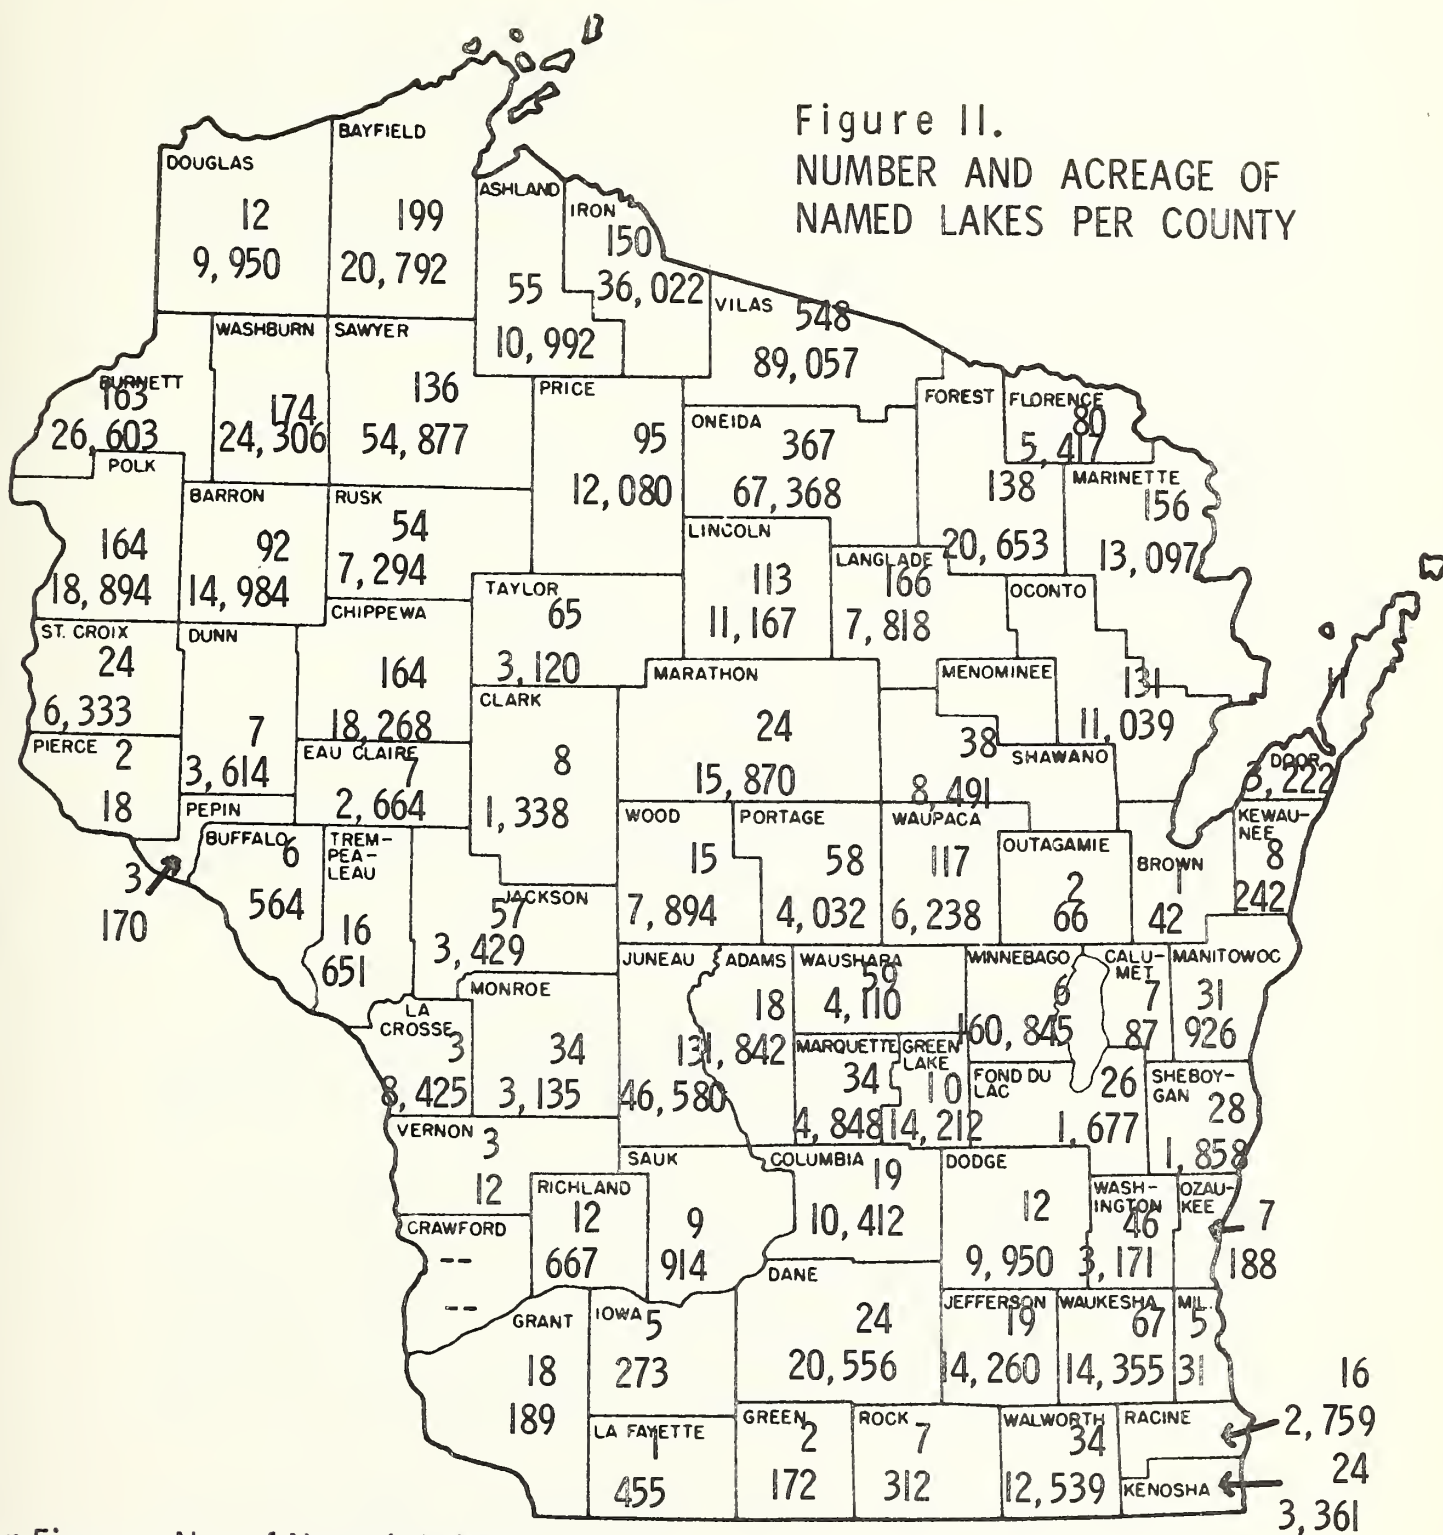 Figure II.
NUMBER AND ACREAGE OF
NAMED LAKES PER COUNTY
DOUGLAS
12
9,950
BAYFIELD
199
20,792
ASHLAND
55
10,992
IRON
150
36,022
VILAS
548
89,057
BURNETT
163
26,603
WASHBURN
174
24,306
SAWYER
136
54,877
PRICE
95
12,080
ONEIDA
367
67,368
FOREST
138
20,653
FLORENCE
80
5,417
MARINETTE
156
13,097
POLK
164
18,894
BARRON
92
14,984
RUSK
54
7,294
LINCOLN
113
11,167
LANGLADE
166
7,818
OCONTO
131
11,039
TAYLOR
65
3,120
CHIPPEWA
164
18,268
ST. CROIX
24
6,333
DUNN
7
3,614
MARATHON
24
15,870
MENOMINEE
SHAWANO
38
8,491
DOOR
11
3,222
CLARK
8
1,338
PIERCE
2
18
EAU CLAIRE
7
2,664
PEPIN
3
170
BUFFALO
6
564
TREM-
PEA-
LEAU
16
651
JACKSON
57
3,429
WOOD
15
7,894
PORTAGE
58
4,032
WAUPACA
117
6,238
OUTAGAMIE
2
66
BROWN
1
42
KEWAU-
NEE
8
242
LA
CROSSE
3
8,425
MONROE
34
3,135
JUNEAU
13
46,580
ADAMS
18
1,842
WAUSHARA
59
4,110
WINNEBAGO
6
160,845
CALU-
MET
7
87
MANITOWOC
31
926
MARQUETTE
34
4,848
GREEN
LAKE
10
14,212
FOND DU
LAC
26
1,677
SHEBOY-
GAN
28
1,858
VERNON
3
12
RICHLAND
12
667
SAUK
9
914
COLUMBIA
19
10,412
DODGE
12
9,950
WASH-
INGTON
46
3,171
OZAU-
KEE
7
188
CRAWFORD
--
--
GRANT
18
189
IOWA
5
273
DANE
24
20,556
JEFFERSON
19
14,260
WAUKESHA
67
14,355
MIL.
5
31
LA FAYETTE
1
455
GREEN
2
172
ROCK
7
312
WALWORTH
34
12,539
RACINE
16
2,759
KENOSHA
24
3,361